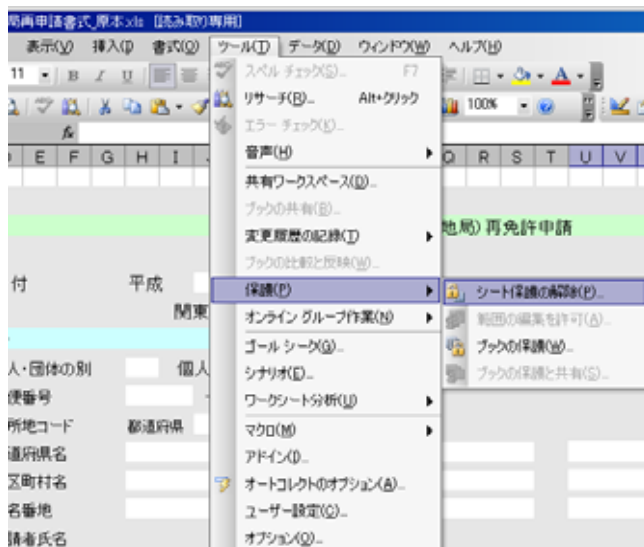 局再申請書式_原本.xls [読み取り専用]
表示(V) 挿入(I) 書式(O) ツール(T) データ(D) ウィンドウ(W) ヘルプ(H)
11 B I U
スペル チェック(S)... F7
リサーチ(R)... Alt+クリック
100%
エラー チェック(K)...
fx
音声(H)
E F G H I Q R S T U V
共有ワークスペース(D)...
ブックの共有(B)...
変更履歴の記録(T)
地局) 再免許申請
ブックの比較と反映(W)...
付 平成
保護(P)
シート保護の解除(P)...
関東
オンライン グループ作業(N)
範囲の編集を許可(A)...
ゴール シーク(G)...
ブックの保護(W)...
人・団体の別 個人
シナリオ(E)...
ブックの保護と共有(S)...
便番号
ワークシート分析(U)
所地コード 都道府県
マクロ(M)
道府県名
アドイン(I)...
区町村名
オートコレクトのオプション(A)...
名番地
ユーザー設定(C)...
請者氏名
オプション(O)...